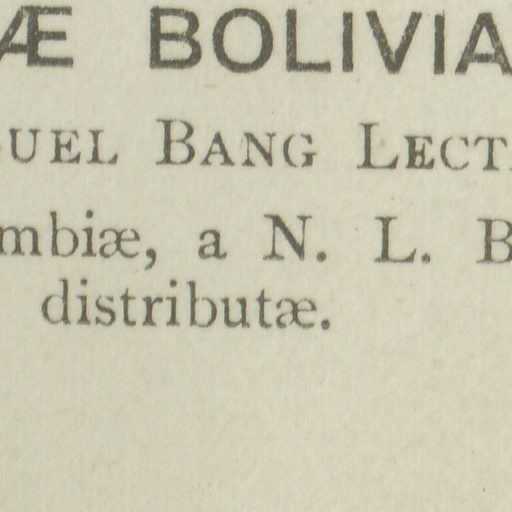 Æ BOLIVIA
UEL BANG LECT
mbiæ, a N. L. B
distributæ.